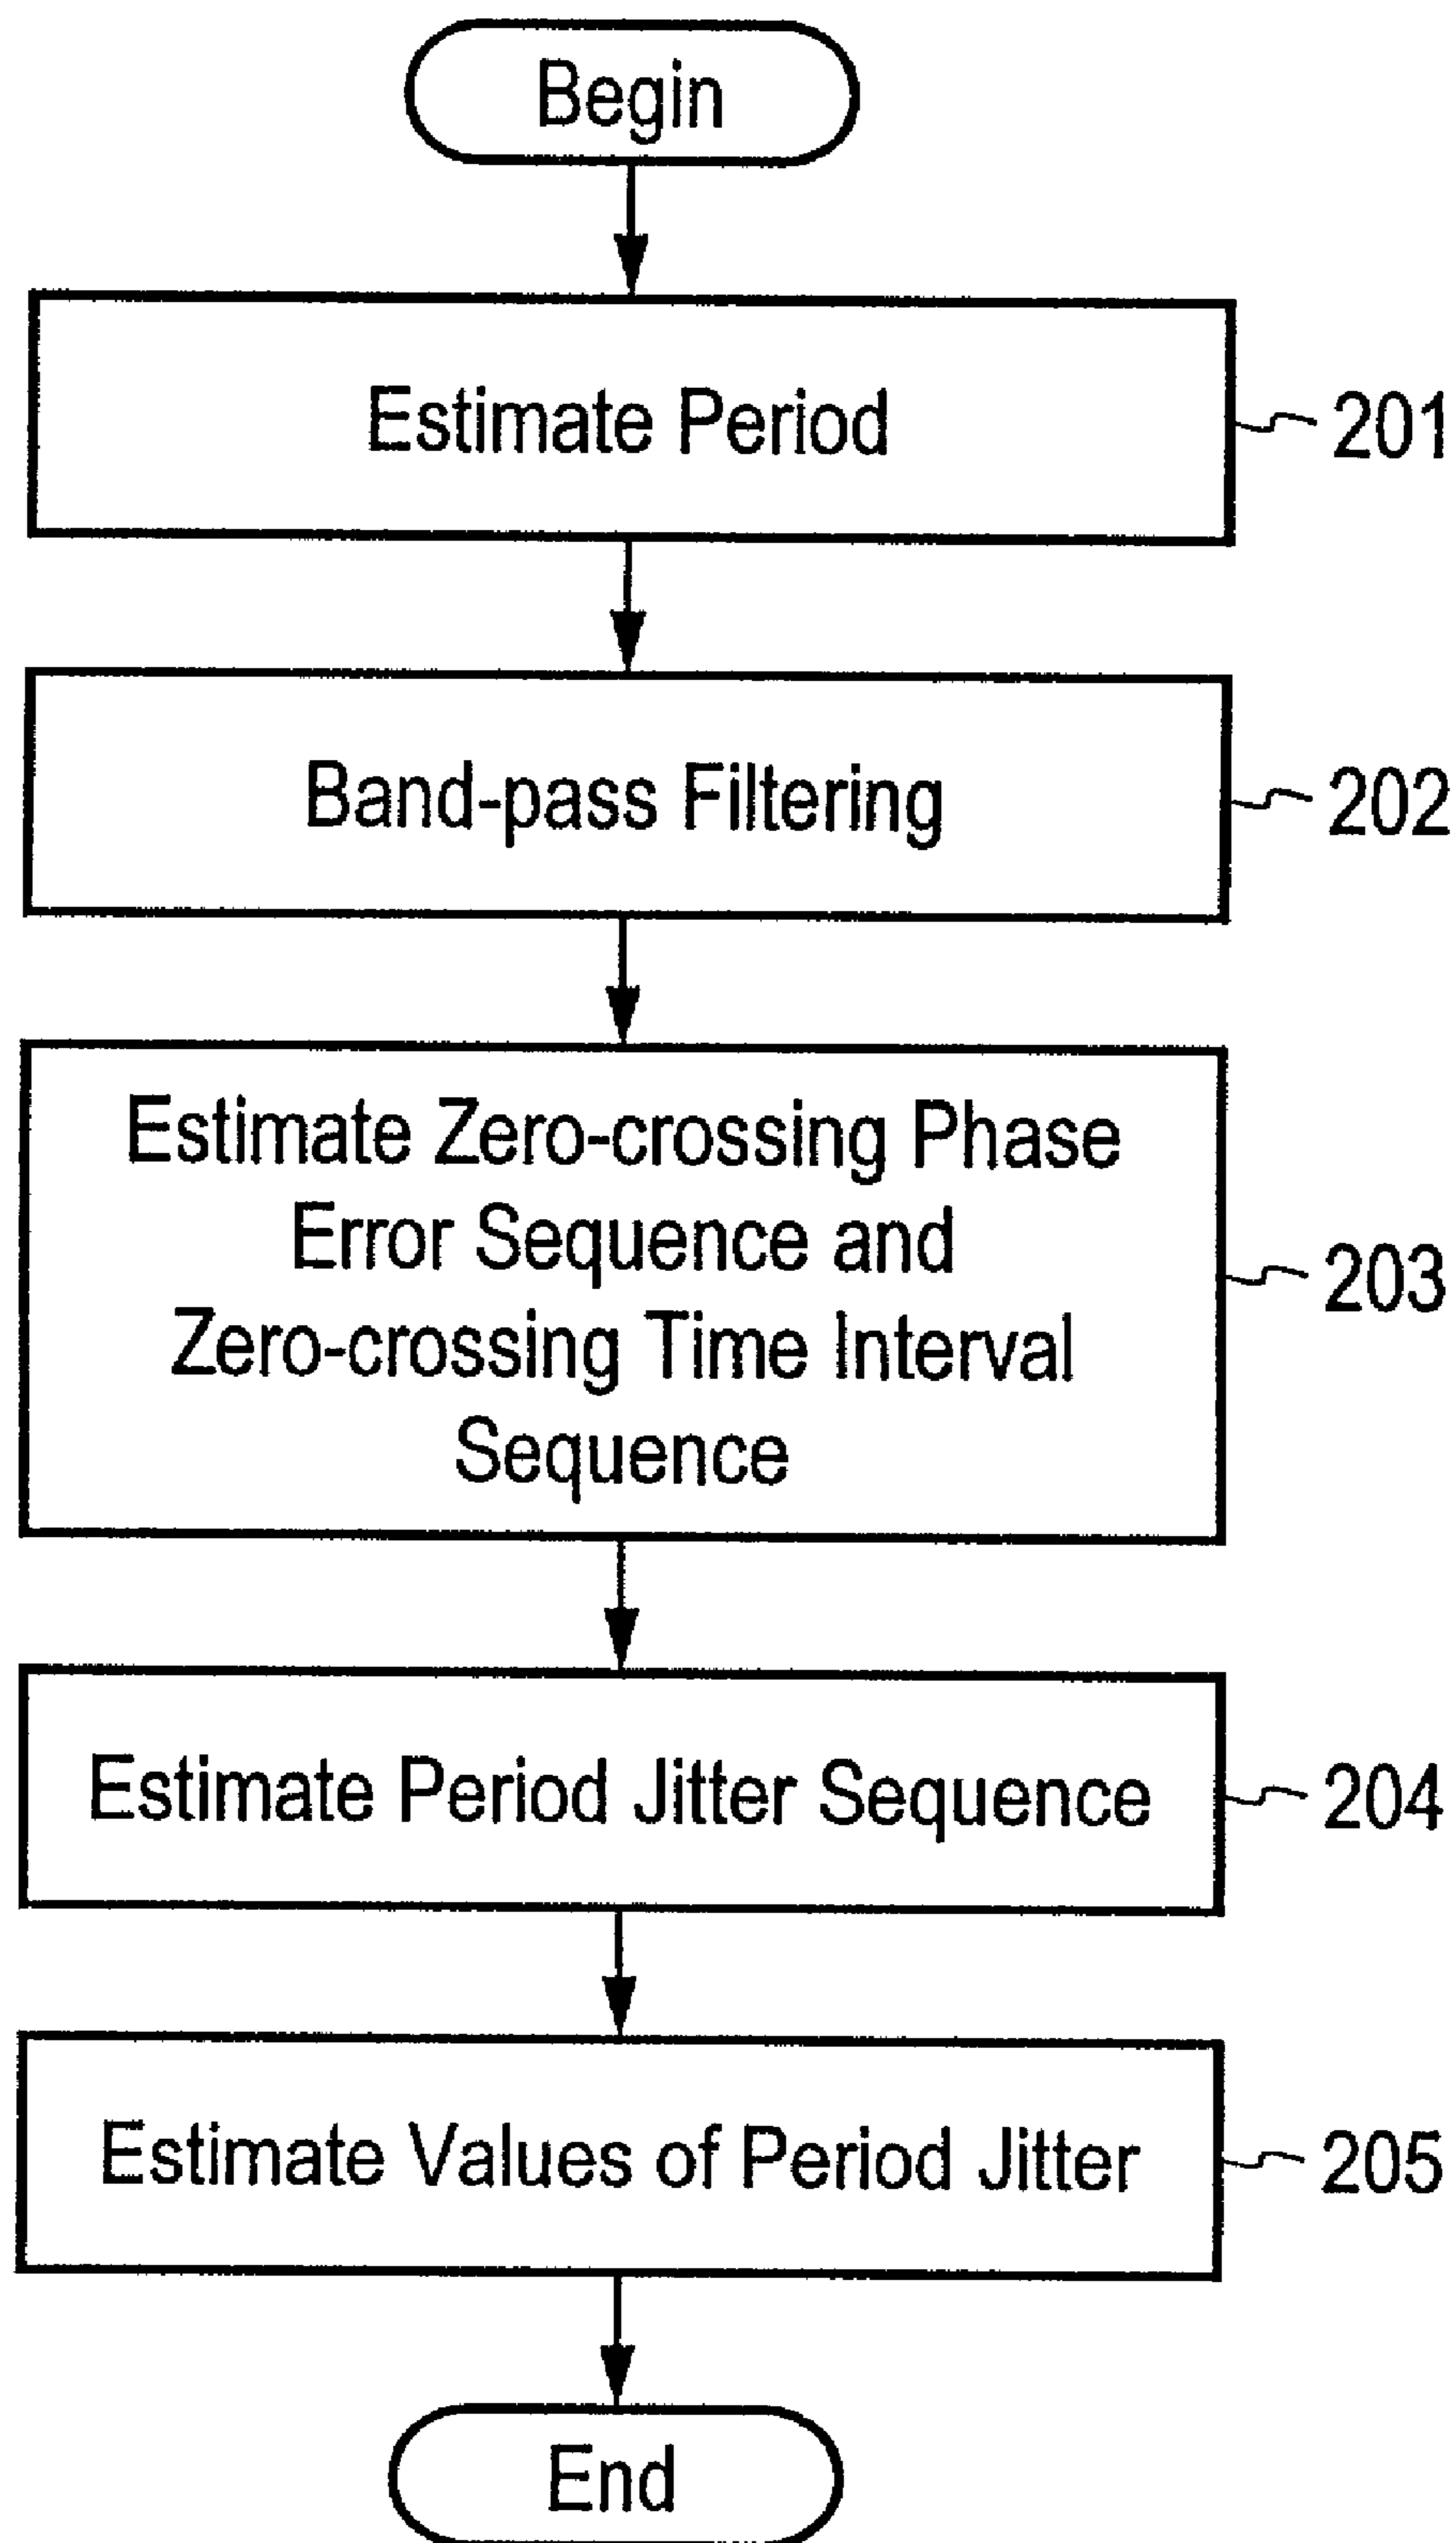 Begin
Estimate Period
201
Band-pass Filtering
202
Estimate Zero-crossing Phase
Error Sequence and
Zero-crossing Time Interval
Sequence
203
Estimate Period Jitter Sequence
204
Estimate Values of Period Jitter
205
End